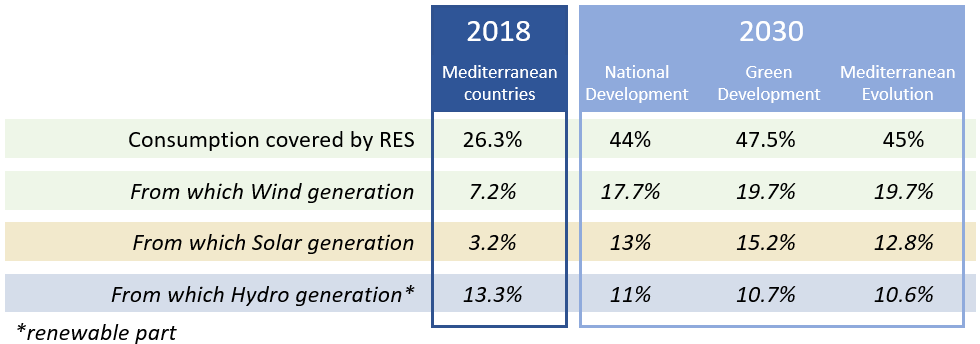 2018
2030
Mediterranean countries
National Development
Green Development
Mediterranean Evolution
Consumption covered by RES 26.3% 44% 47.5% 45%
From which Wind generation 7.2% 17.7% 19.7% 19.7%
From which Solar generation 3.2% 13% 15.2% 12.8%
From which Hydro generation* 13.3% 11% 10.7% 10.6%
*renewable part